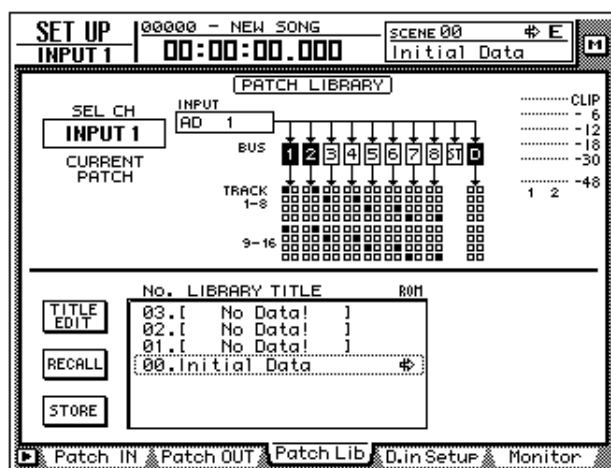 SET UP
INPUT 1
00000 - NEW SONG
00:00:00.000
SCENE 00 E
Initial Data
M
PATCH LIBRARY
SEL CH
INPUT 1
CURRENT
PATCH
INPUT
AD 1
BUS
1 2 3 4 5 6 7 8 ST D
TRACK
1-8
9-16
CLIP
- 6
-12
-18
-30
-48
1 2
No. LIBRARY TITLE ROM
TITLE
EDIT
RECALL
STORE
03.[ No Data! ]
02.[ No Data! ]
01.[ No Data! ]
00.Initial Data
Patch IN Patch OUT Patch Lib D.in Setup Monitor